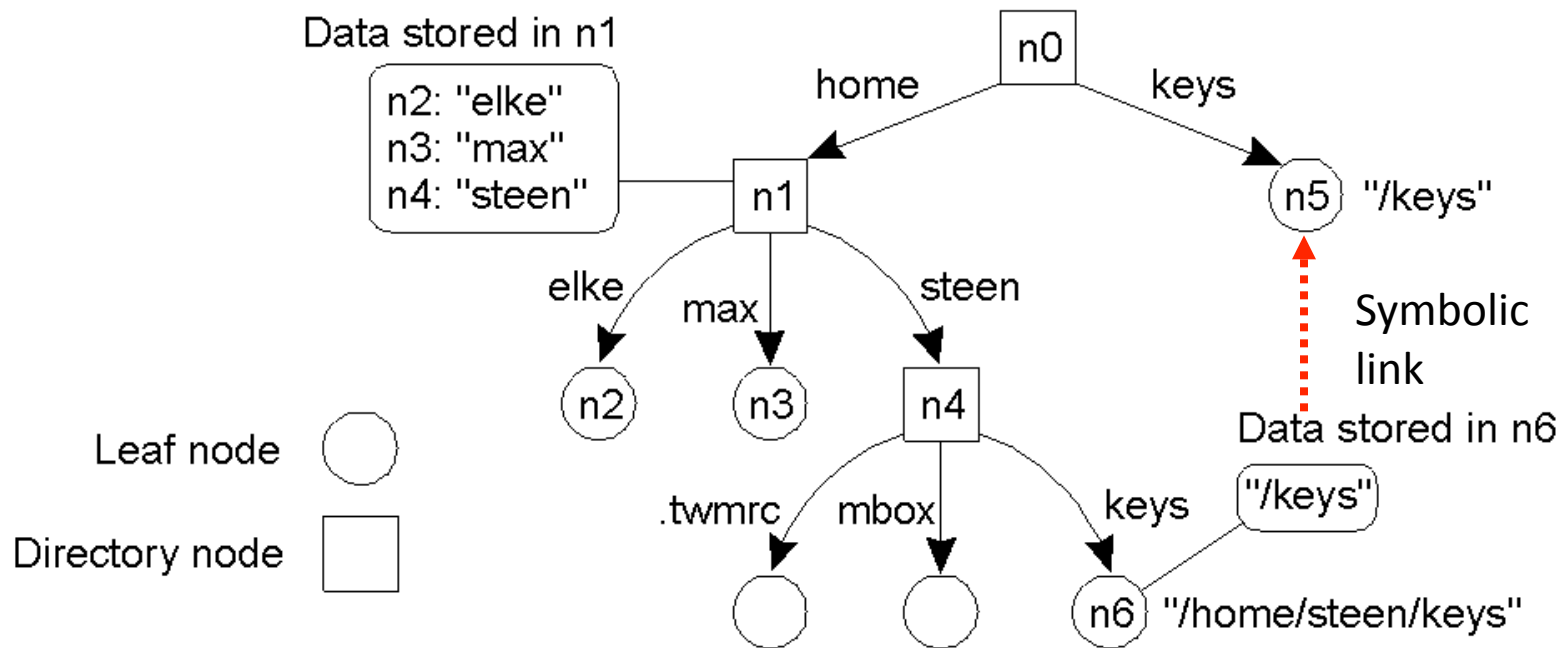 Data stored in n1
n2: "elke"
n3: "max"
n4: "steen"
n0
home
keys
n1
n5
"/keys"
elke
max
steen
Symbolic
link
n2
n3
n4
Data stored in n6
"/keys"
Leaf node
.twmrc
mbox
keys
Directory node
n6
"/home/steen/keys"